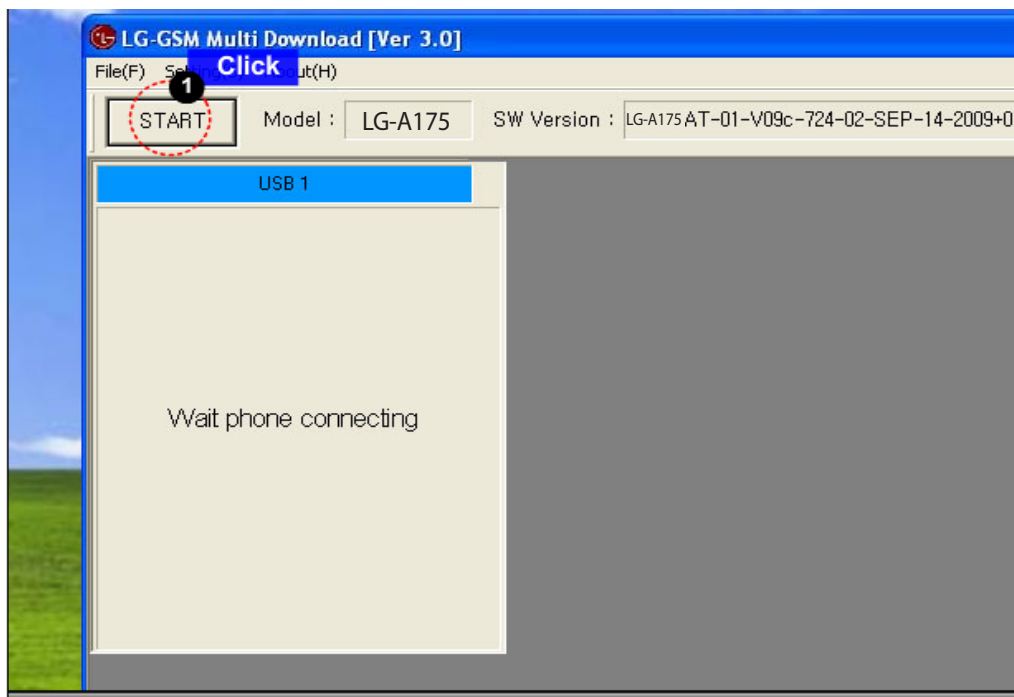 LG-GSM Multi Download [Ver 3.0]
File(F) Click out(H)
1
START Model : LG-A175 SW Version : LG-A175 AT-01-V09c-724-02-SEP-14-2009+0
USB 1
Wait phone connecting